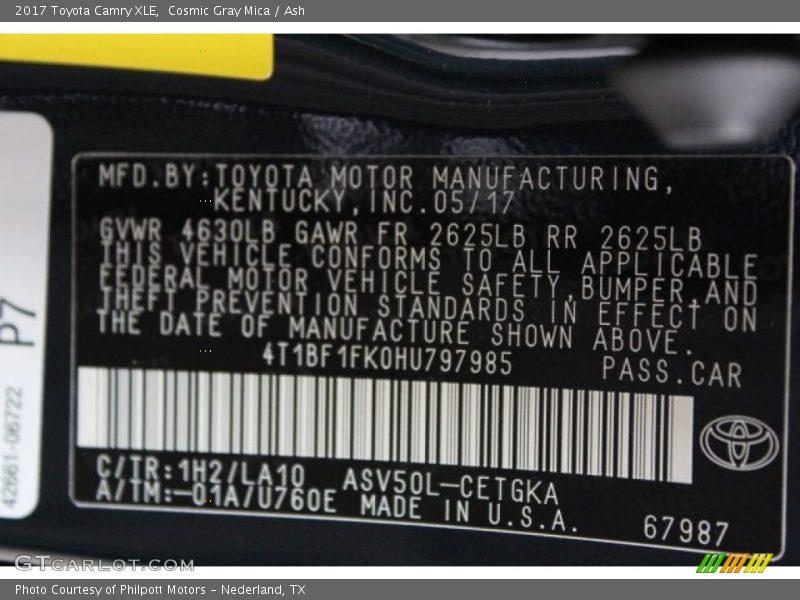 2017 Toyota Camry XLE,  Cosmic Gray Mica / Ash
MFD.BY:TOYOTA MOTOR MANUFACTURING,
KENTUCKY,INC.05/17
GVWR 4630LB GAWR FR 2625LB RR 2625LB
THIS VEHICLE CONFORMS TO ALL APPLICABLE
FEDERAL MOTOR VEHICLE SAFETY,BUMPER,AND
THEFT PREVENTION STANDARDS IN EFFECT ON
THE DATE OF MANUFACTURE SHOWN ABOVE.
4T1BF1FK0HU797985 PASS.CAR
C/TR:1H2/LA10 ASV50L-CETGKA
A/TM:-01A/U760E MADE IN U.S.A.
67987
P7
42661-06722
GTCARLOT.COM
Photo Courtesy of Philpott Motors - Nederland, TX